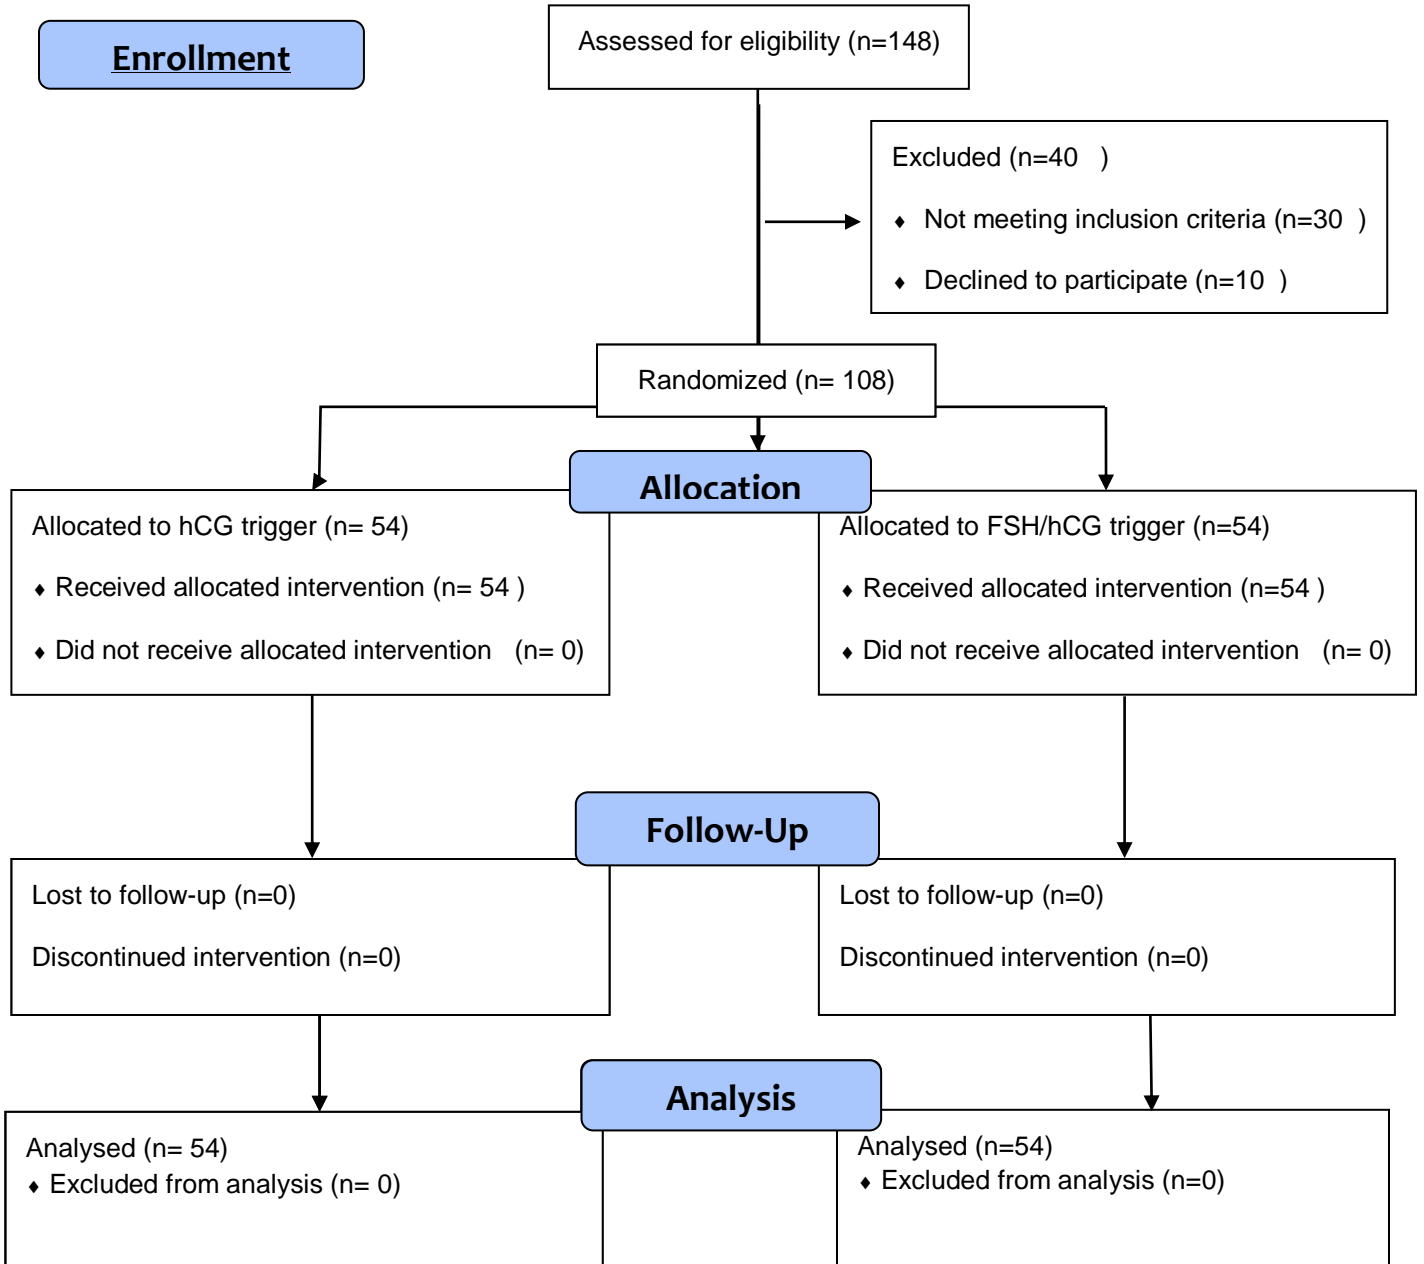 Enrollment
Assessed for eligibility (n=148)
Excluded (n=40 )
♦ Not meeting inclusion criteria (n=30 )
♦ Declined to participate (n=10 )
Randomized (n= 108)
Allocation
Allocated to hCG trigger (n= 54)
♦ Received allocated intervention (n= 54 )
♦ Did not receive allocated intervention (n= 0)
Allocated to FSH/hCG trigger (n=54)
♦ Received allocated intervention (n=54 )
♦ Did not receive allocated intervention (n= 0)
Follow-Up
Lost to follow-up (n=0)
Discontinued intervention (n=0)
Lost to follow-up (n=0)
Discontinued intervention (n=0)
Analysis
Analysed (n= 54)
♦ Excluded from analysis (n= 0)
Analysed (n=54)
♦ Excluded from analysis (n=0)